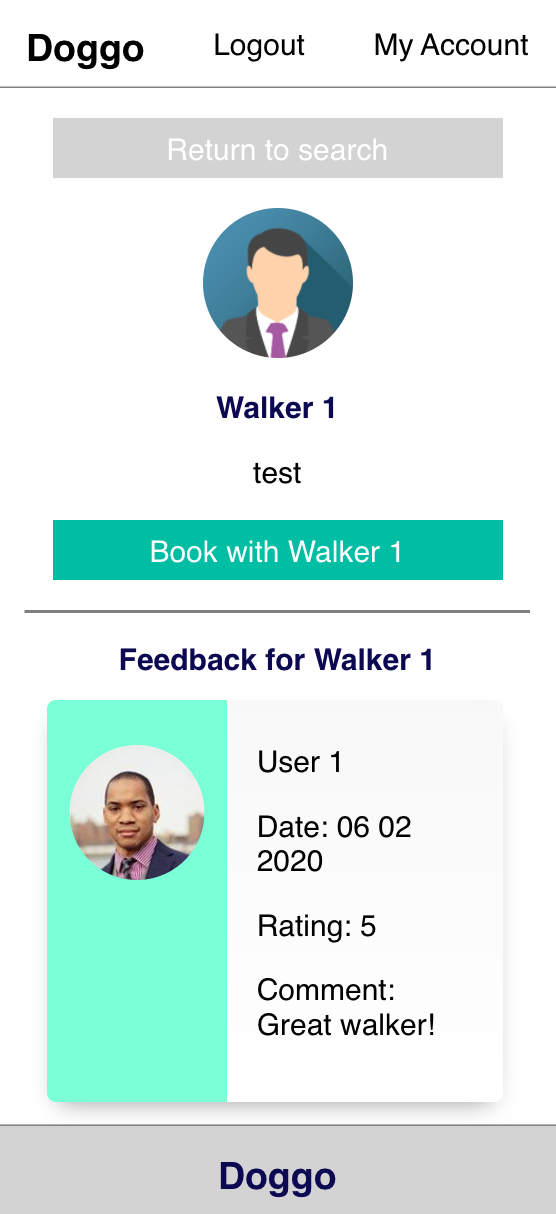 Doggo Logout My Account
Return to search
Walker 1
test
Book with Walker 1
Feedback for Walker 1
User 1
Date: 06 02
2020
Rating: 5
Comment:
Great walker!
Doggo